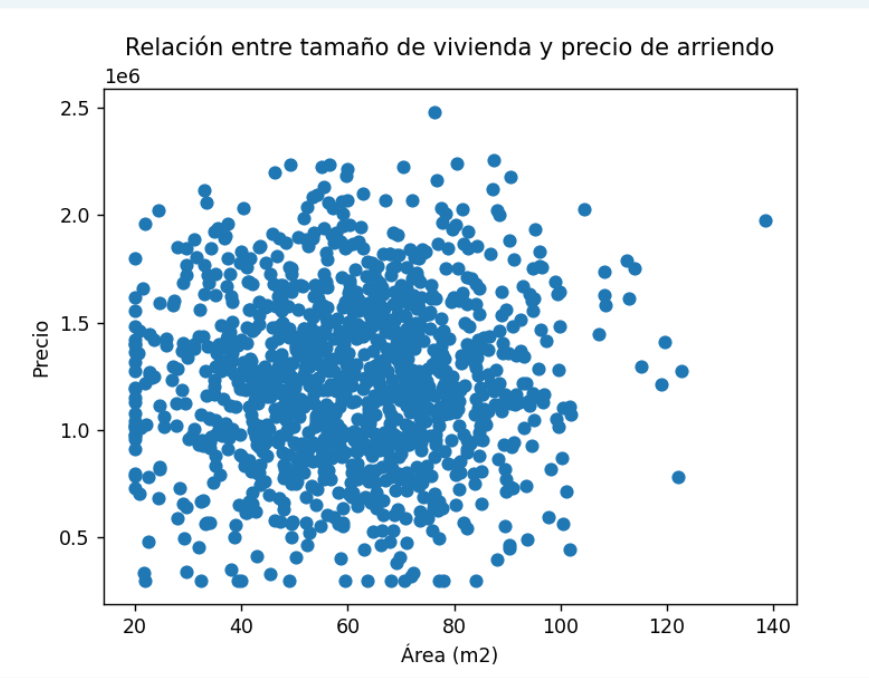 Relación entre tamaño de vivienda y precio de arriendo
1e6
2.5
2.0
1.5
1.0
0.5
Precio
20 40 60 80 100 120 140
Área (m2)